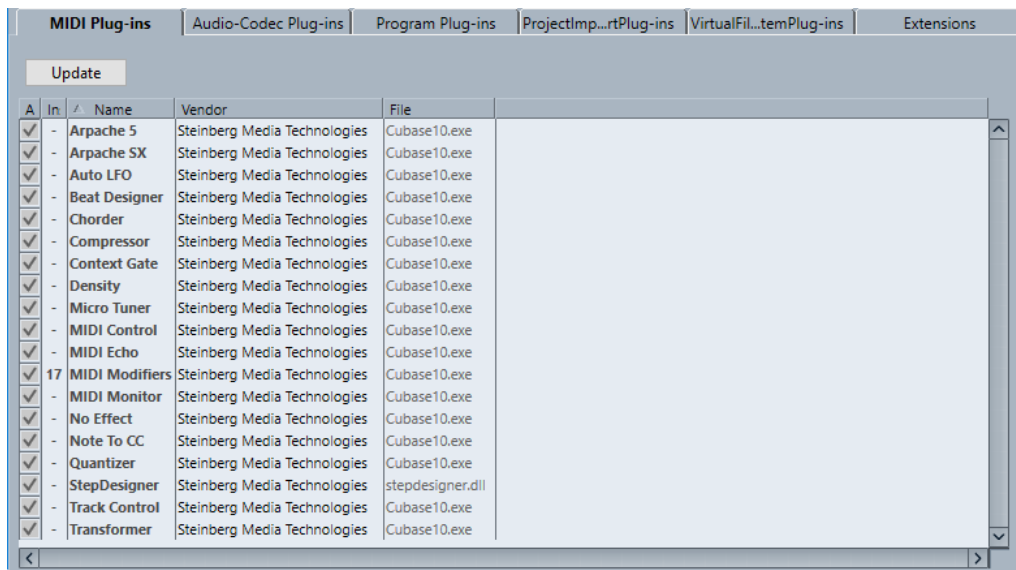 MIDI Plug-ins Audio-Codec Plug-ins Program Plug-ins ProjectImp...rtPlug-ins VirtualFil...temPlug-ins Extensions
Update
A In Name Vendor File
- Arpache 5 Steinberg Media Technologies Cubase10.exe
- Arpache SX Steinberg Media Technologies Cubase10.exe
- Auto LFO Steinberg Media Technologies Cubase10.exe
- Beat Designer Steinberg Media Technologies Cubase10.exe
- Chorder Steinberg Media Technologies Cubase10.exe
- Compressor Steinberg Media Technologies Cubase10.exe
- Context Gate Steinberg Media Technologies Cubase10.exe
- Density Steinberg Media Technologies Cubase10.exe
- Micro Tuner Steinberg Media Technologies Cubase10.exe
- MIDI Control Steinberg Media Technologies Cubase10.exe
- MIDI Echo Steinberg Media Technologies Cubase10.exe
17 MIDI Modifiers Steinberg Media Technologies Cubase10.exe
- MIDI Monitor Steinberg Media Technologies Cubase10.exe
- No Effect Steinberg Media Technologies Cubase10.exe
- Note To CC Steinberg Media Technologies Cubase10.exe
- Quantizer Steinberg Media Technologies Cubase10.exe
- StepDesigner Steinberg Media Technologies stepdesigner.dll
- Track Control Steinberg Media Technologies Cubase10.exe
- Transformer Steinberg Media Technologies Cubase10.exe